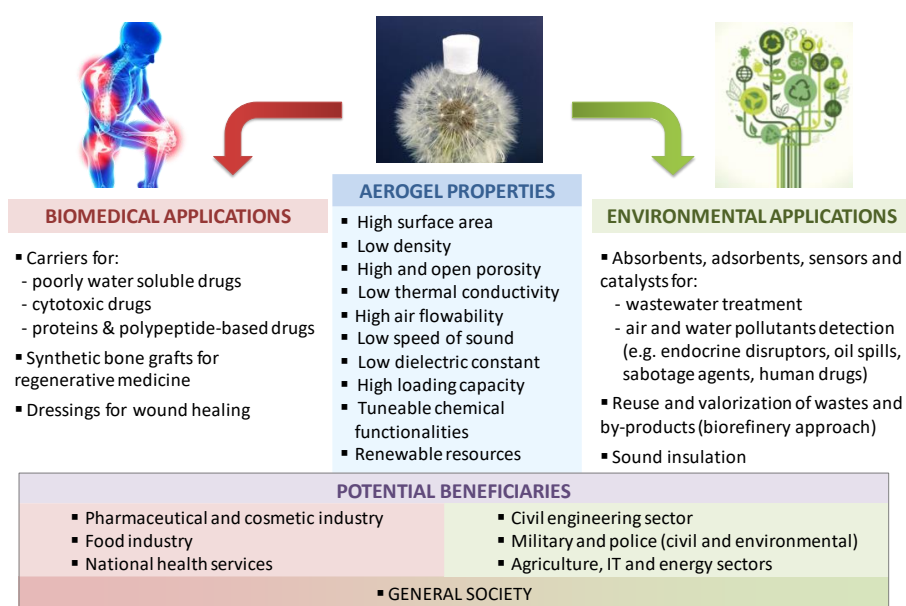 AEROGEL PROPERTIES
▪ High surface area
▪ Low density
▪ High and open porosity
▪ Low thermal conductivity
▪ High air flowability
▪ Low speed of sound
▪ Low dielectric constant
▪ High loading capacity
▪ Tuneable chemical
functionalities
▪ Renewable resources
BIOMEDICAL APPLICATIONS
▪ Carriers for:
- poorly water soluble drugs
- cytotoxic drugs
- proteins & polypeptide-based drugs
▪ Synthetic bone grafts for
regenerative medicine
▪ Dressings for wound healing
ENVIRONMENTAL APPLICATIONS
▪ Absorbents, adsorbents, sensors and
catalysts for:
- wastewater treatment
- air and water pollutants detection
(e.g. endocrine disruptors, oil spills,
sabotage agents, human drugs)
▪ Reuse and valorization of wastes and
by-products (biorefinery approach)
▪ Sound insulation
POTENTIAL BENEFICIARIES
▪ Pharmaceutical and cosmetic industry
▪ Food industry
▪ National health services
▪ Civil engineering sector
▪ Military and police (civil and environmental)
▪ Agriculture, IT and energy sectors
▪ GENERAL SOCIETY